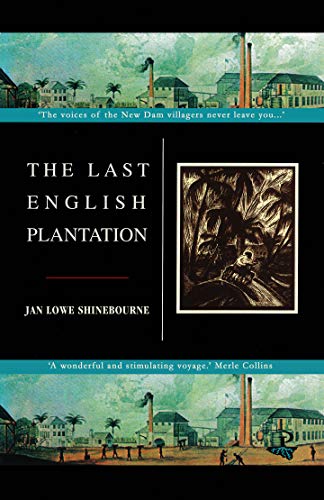 'The voices of the New Dam villagers never leave you...'
THE LAST
ENGLISH
PLANTATION
JAN LOWE SHINEBOURNE
'A wonderful and stimulating voyage.' Merle Collins